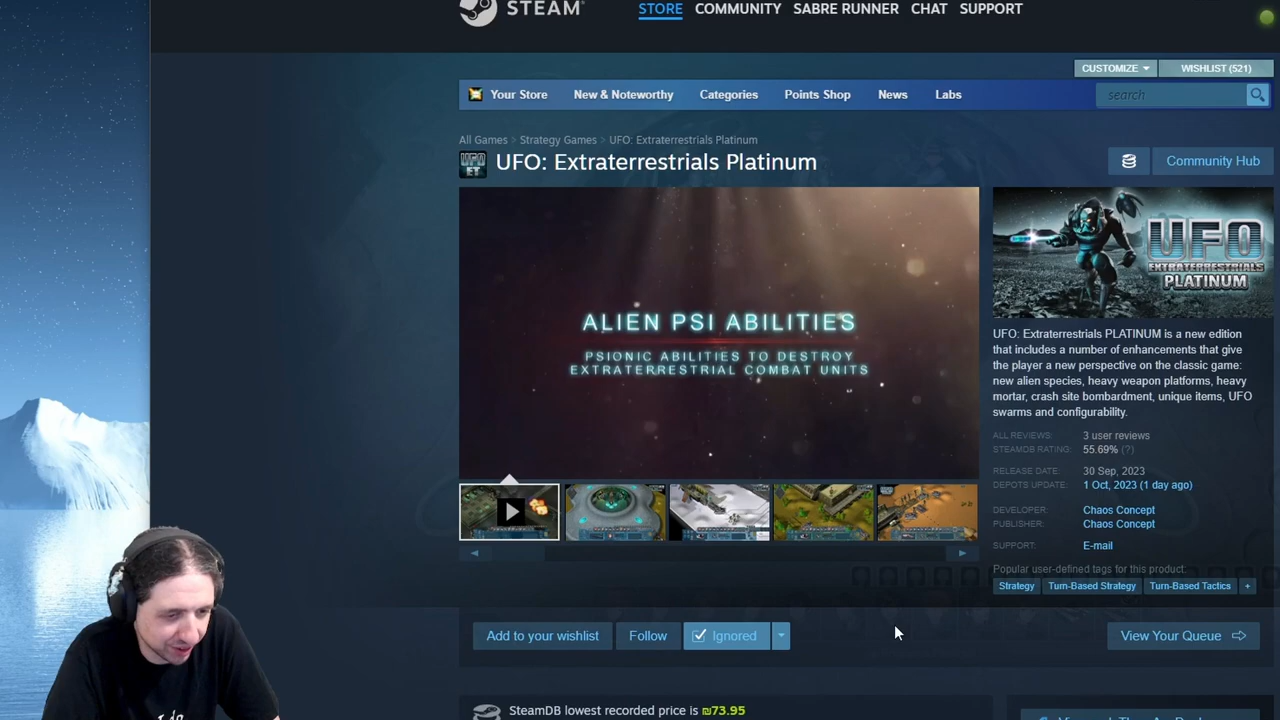 STEAM®
STORE COMMUNITY SABRE RUNNER CHAT SUPPORT
CUSTOMIZE WISHLIST (521)
Your Store New & Noteworthy Categories Points Shop News Labs search
All Games > Strategy Games > UFO: Extraterrestrials Platinum
UFO ET UFO: Extraterrestrials Platinum
Community Hub
ALIEN PSI ABILITIES
PSIONIC ABILITIES TO DESTROY
EXTRATERRESTRIAL COMBAT UNITS
UFO
EXTRATERRESTRIALS
PLATINUM
UFO: Extraterrestrials PLATINUM is a new edition
that includes a number of enhancements that give
the player a new perspective on the classic game:
new alien species, heavy weapon platforms, heavy
mortar, crash site bombardment, unique items, UFO
swarms and configurability.
ALL REVIEWS: 3 user reviews
STEAMDB RATING: 55.69% (?)
RELEASE DATE: 30 Sep, 2023
DEPOTS UPDATE: 1 Oct, 2023 (1 day ago)
DEVELOPER: Chaos Concept
PUBLISHER: Chaos Concept
SUPPORT: E-mail
Popular user-defined tags for this product:
Strategy Turn-Based Strategy Turn-Based Tactics +
Add to your wishlist Follow Ignored View Your Queue
SteamDB lowest recorded price is ₪73.95